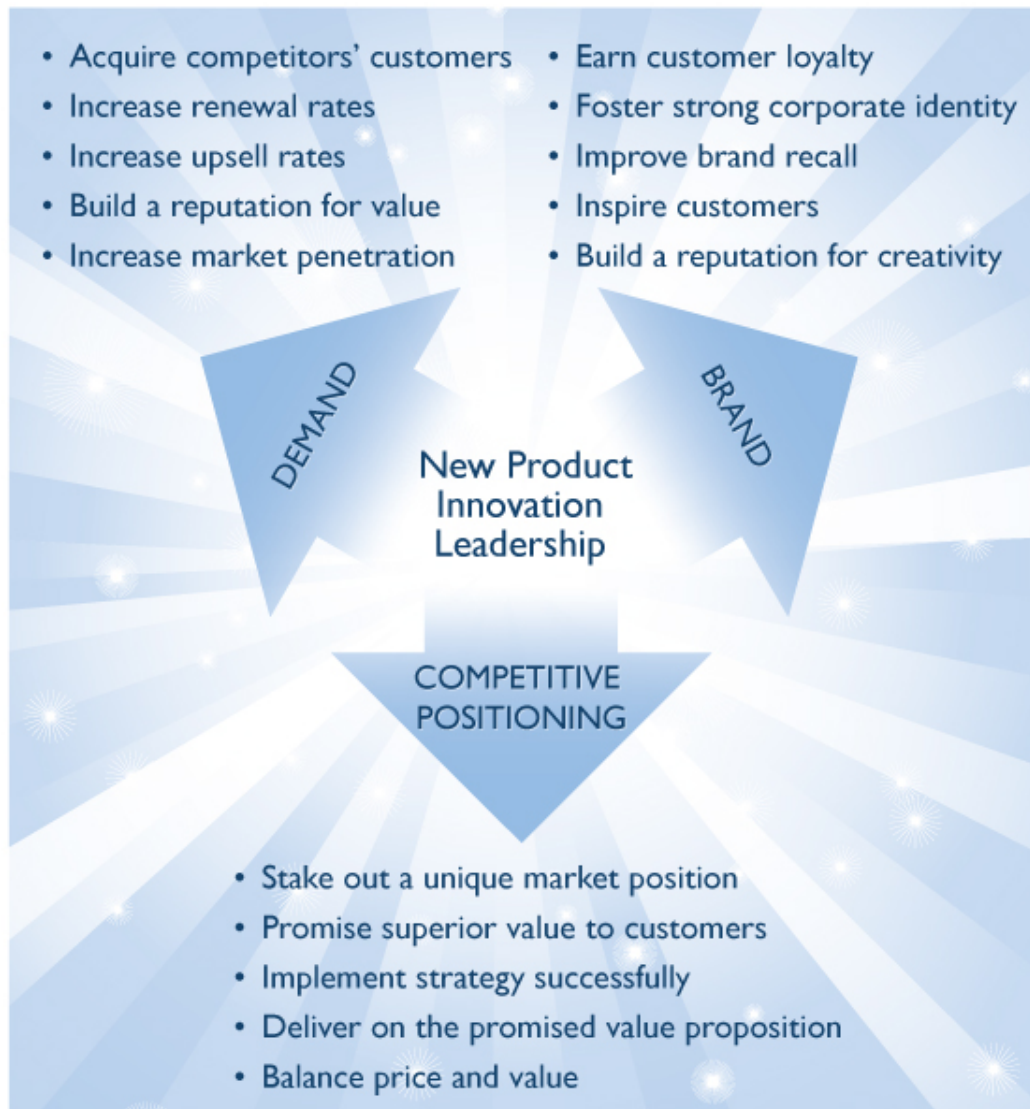 • Acquire competitors’ customers
• Increase renewal rates
• Increase upsell rates
• Build a reputation for value
• Increase market penetration
• Earn customer loyalty
• Foster strong corporate identity
• Improve brand recall
• Inspire customers
• Build a reputation for creativity
DEMAND
BRAND
New Product
Innovation
Leadership
COMPETITIVE
POSITIONING
• Stake out a unique market position
• Promise superior value to customers
• Implement strategy successfully
• Deliver on the promised value proposition
• Balance price and value